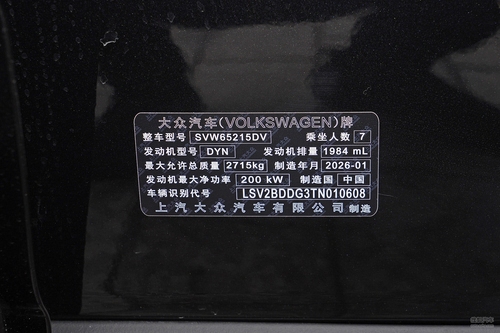 大众汽车(VOLKSWAGEN)牌
整车型号 SVW65215DV 乘坐人数 7
发动机型号 DYN 发动机排量 1984 mL
最大允许总质量 2715kg 制造年月 2026-01
发动机最大净功率 200 kW 制造国 中国
车辆识别代号 LSV2BDDG3TN010608
上汽大众汽车有限公司 制造